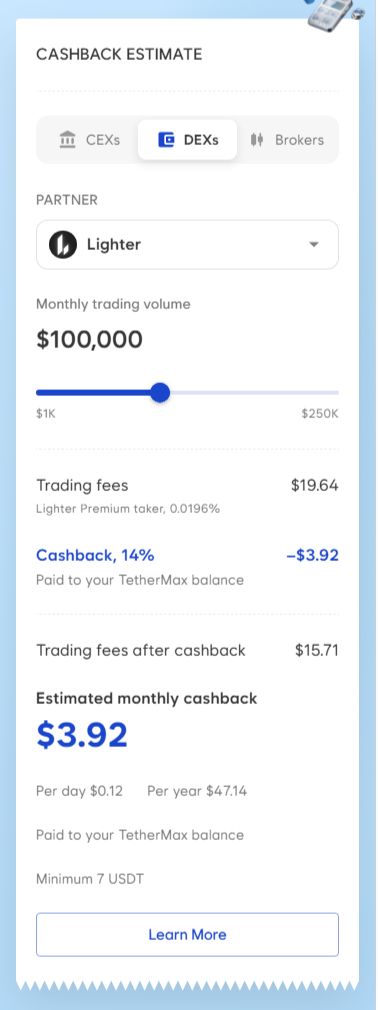 CASHBACK ESTIMATE
CEXs DEXs Brokers
PARTNER
Lighter
Monthly trading volume
$100,000
$1K $250K
Trading fees $19.64
Lighter Premium taker, 0.0196%
Cashback, 14% –$3.92
Paid to your TetherMax balance
Trading fees after cashback $15.71
Estimated monthly cashback
$3.92
Per day $0.12 Per year $47.14
Paid to your TetherMax balance
Minimum 7 USDT
Learn More